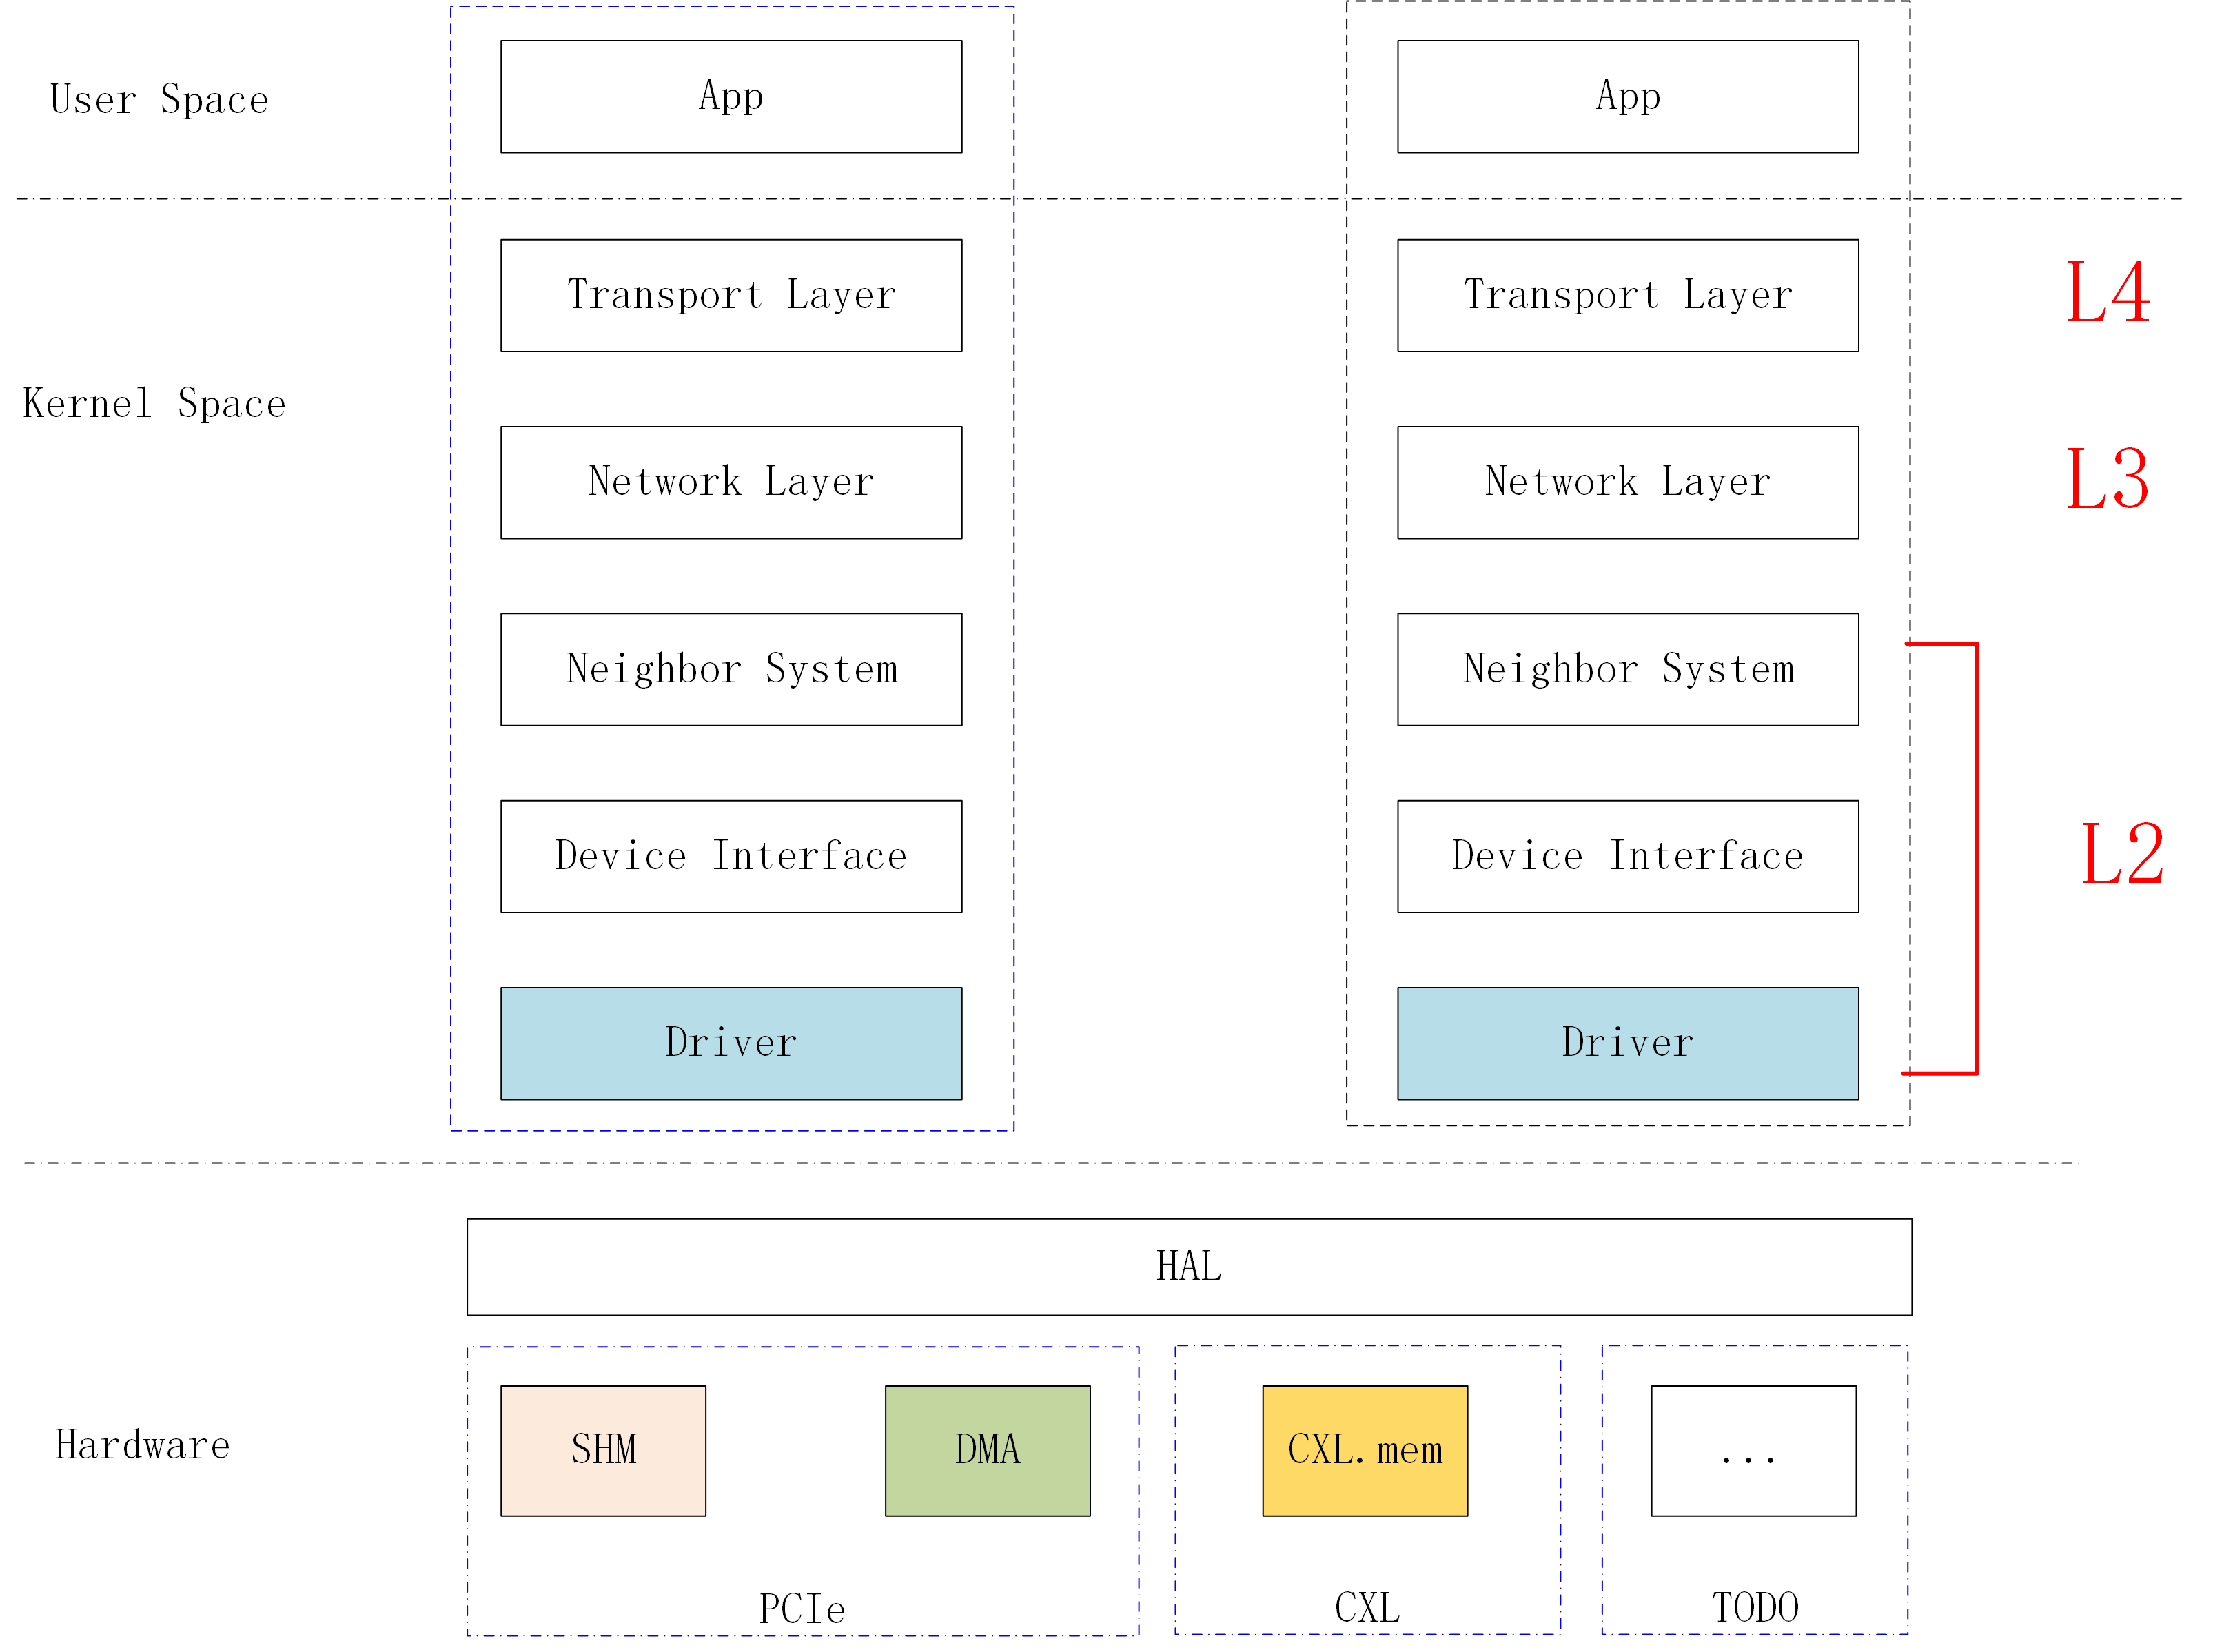 User Space
App
App
Transport Layer
Transport Layer
L4
Kernel Space
Network Layer
Network Layer
L3
Neighbor System
Neighbor System
Device Interface
Device Interface
L2
Driver
Driver
HAL
Hardware
SHM
DMA
CXL.mem
...
PCIe
CXL
TODO